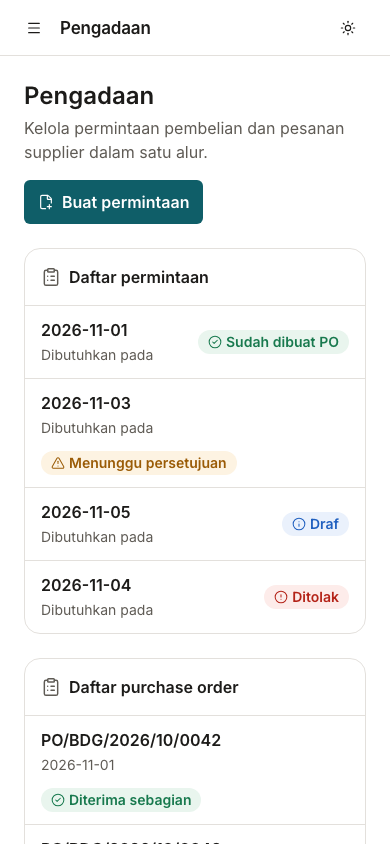 Pengadaan
Pengadaan
Kelola permintaan pembelian dan pesanan
supplier dalam satu alur.
Buat permintaan
Daftar permintaan
2026-11-01
Dibutuhkan pada
Sudah dibuat PO
2026-11-03
Dibutuhkan pada
Menunggu persetujuan
2026-11-05
Dibutuhkan pada
Draf
2026-11-04
Dibutuhkan pada
Ditolak
Daftar purchase order
PO/BDG/2026/10/0042
2026-11-01
Diterima sebagian